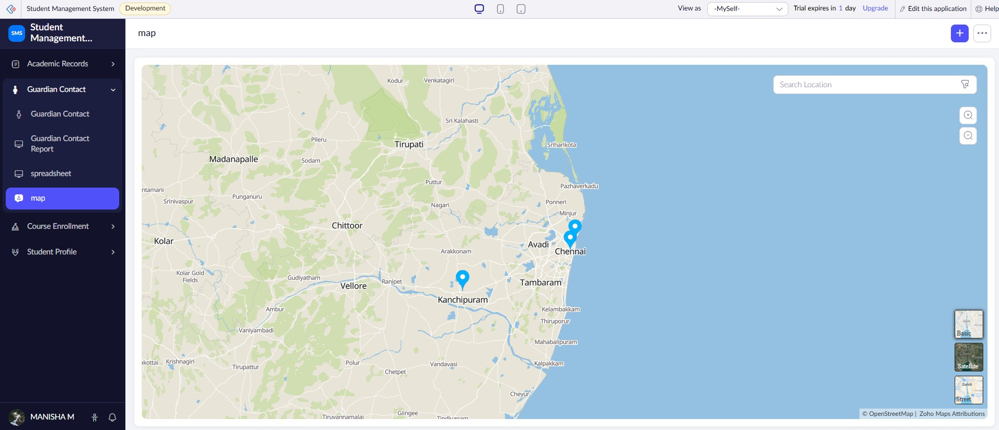 Student Management System
Development
View as
-MySelf-
Trial expires in 1 day
Upgrade
Edit this application
Help
SMS
Student
Management...
map
Academic Records
Guardian Contact
Guardian Contact
Guardian Contact
Report
spreadsheet
map
Course Enrollment
Student Profile
MANISHA M
Search Location
Kodur
Venkatagiri
Sri Kalahasti
Pileru
Tirupati
Sriharikota
Madanapalle
Sodam
Puttur
Pazhaverkadu
ntamani
Punganuru
Srinivaspur
Nagari
Ponneri
Minjur
Chittoor
Kolar
Avadi
Arakkonam
Chennai
Kolar Gold
Fields
Gudiyatham
Ranipet
Vellore
Tambaram
Kanchipuram
Ambur
Kelambakkam
Thiruporur
Vaniyambadi
Mahabalipuram
akottai
Krishnagiri
Tirupattur
Polur
Vandavasi
Kalpakkam
Chetpet
Cheyur
Giingee
Tiruvannamalai
Tindivanam
Basic
Satellite
Zurich
Street
© OpenStreetMap | Zoho Maps Attributions